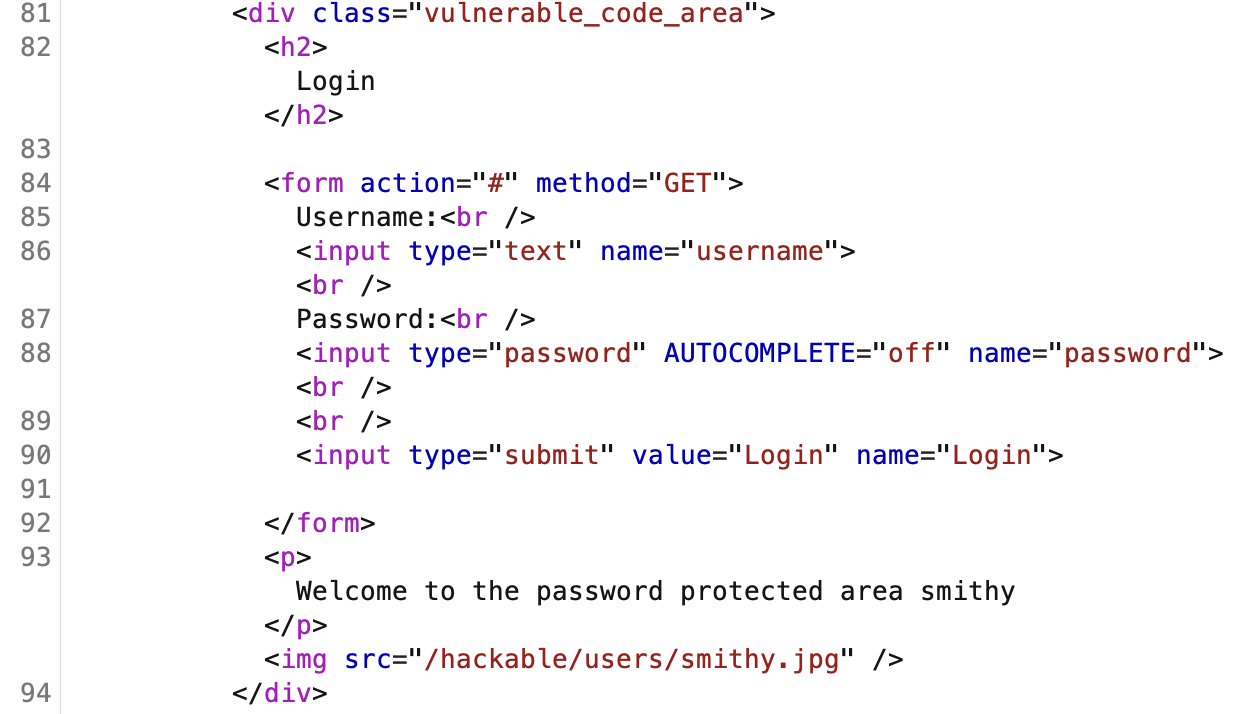 81 <div class="vulnerable_code_area">
82 <h2>
Login
</h2>
83
84 <form action="#" method="GET">
85 Username:<br />
86 <input type="text" name="username">
<br />
87 Password:<br />
88 <input type="password" AUTOCOMPLETE="off" name="password">
<br />
89 <br />
90 <input type="submit" value="Login" name="Login">
91
92 </form>
93 <p>
Welcome to the password protected area smithy
</p>
<img src="/hackable/users/smithy.jpg" />
94 </div>